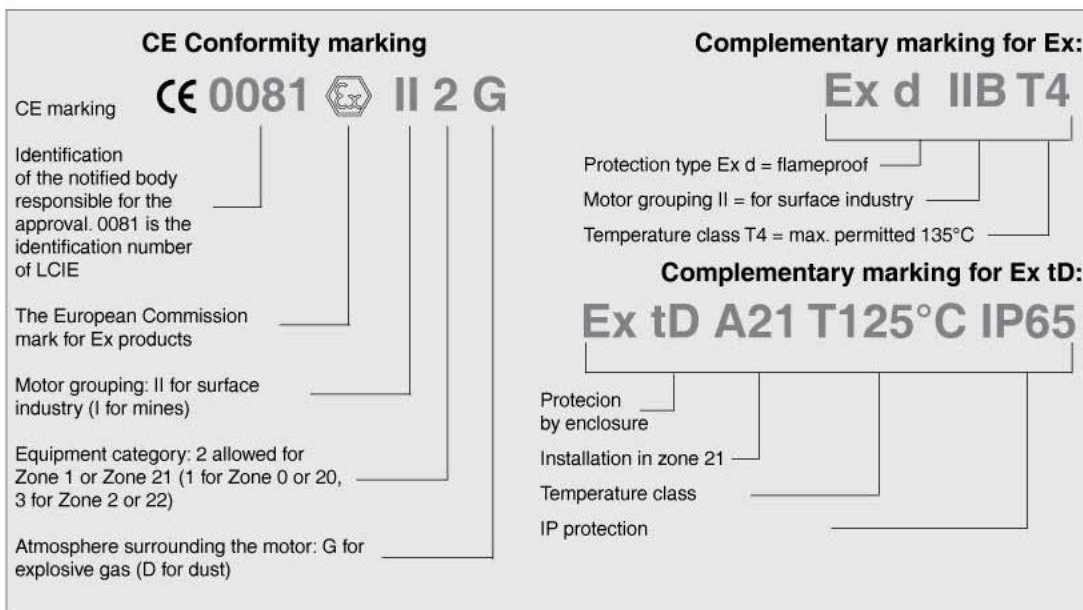 CE Conformity marking
CE marking
CE 0081 Ex II 2 G
Identification
of the notified body
responsible for the
approval. 0081 is the
identification number
of LCIE
The European Commission
mark for Ex products
Motor grouping: II for surface
industry (I for mines)
Equipment category: 2 allowed for
Zone 1 or Zone 21 (1 for Zone 0 or 20,
3 for Zone 2 or 22)
Atmosphere surrounding the motor: G for
explosive gas (D for dust)
Complementary marking for Ex:
Ex d IIB T4
Protection type Ex d = flameproof
Motor grouping II = for surface industry
Temperature class T4 = max. permitted 135°C
Complementary marking for Ex tD:
Ex tD A21 T125°C IP65
Protecion
by enclosure
Installation in zone 21
Temperature class
IP protection